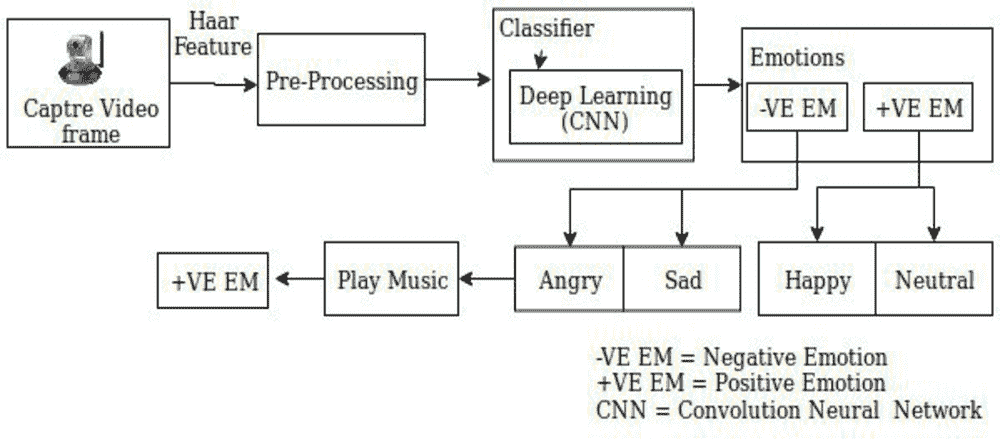 Captre Video
frame
Haar
Feature
Pre-Processing
Classifier
Deep Learning
(CNN)
Emotions
-VE EM
+VE EM
+VE EM
Play Music
Angry
Sad
Happy
Neutral
-VE EM = Negative Emotion
+VE EM = Positive Emotion
CNN = Convolution Neural Network